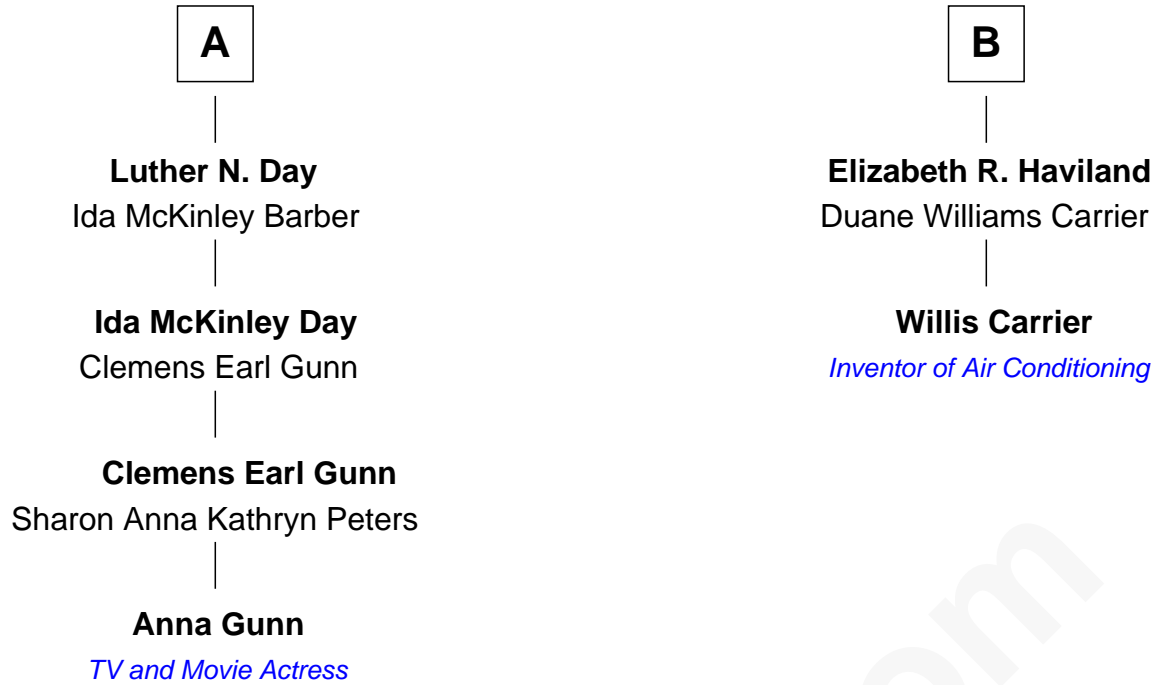 A
Luther N. Day
Ida McKinley Barber
Ida McKinley Day
Clemens Earl Gunn
Clemens Earl Gunn
Sharon Anna Kathryn Peters
Anna Gunn
TV and Movie Actress
B
Elizabeth R. Haviland
Duane Williams Carrier
Willis Carrier
Inventor of Air Conditioning
om